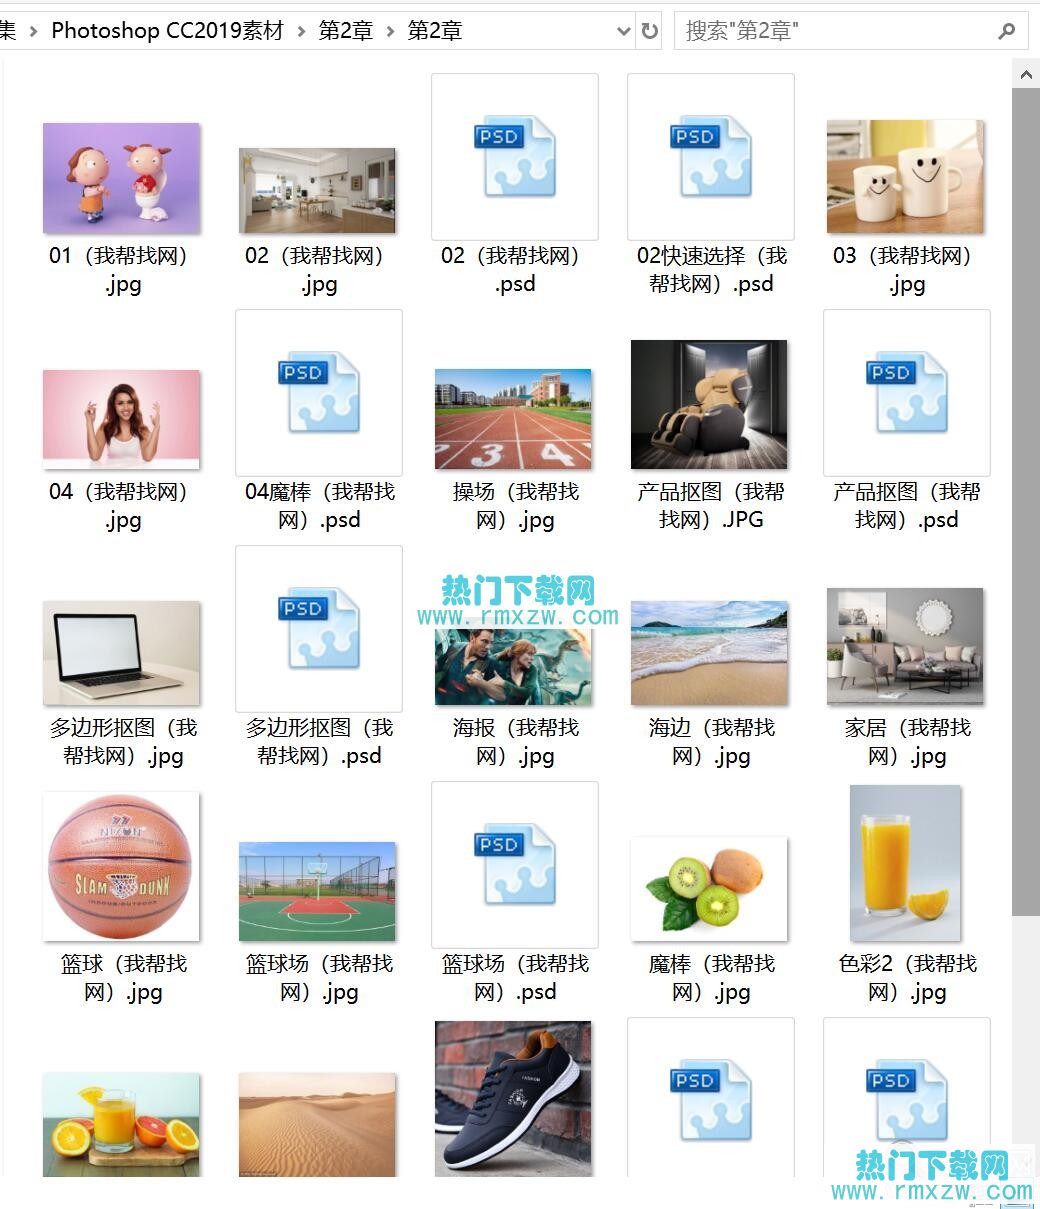 集 > Photoshop CC2019素材 > 第2章 > 第2章
搜索"第2章"
01（我帮找网）
.jpg
02（我帮找网）
.jpg
PSD
02（我帮找网）
.psd
PSD
02快速选择（我
帮找网）.psd
03（我帮找网）
.jpg
04（我帮找网）
.jpg
PSD
04魔棒（我帮找
网）.psd
3 4
操场（我帮找
网）.jpg
产品抠图（我帮
找网）.JPG
PSD
产品抠图（我帮
找网）.psd
多边形抠图（我
帮找网）.jpg
PSD
多边形抠图（我
帮找网）.psd
热门下载网
www.rmxzw.com
海报（我帮找
网）.jpg
海边（我帮找
网）.jpg
家居（我帮找
网）.jpg
SLAM DUNK
INDOOR/OUTDOOR
篮球（我帮找
网）.jpg
篮球场（我帮找
网）.jpg
PSD
篮球场（我帮找
网）.psd
魔棒（我帮找
网）.jpg
色彩2（我帮找
网）.jpg
FASHION
PSD
PSD
热门下载网
www.rmxzw.com